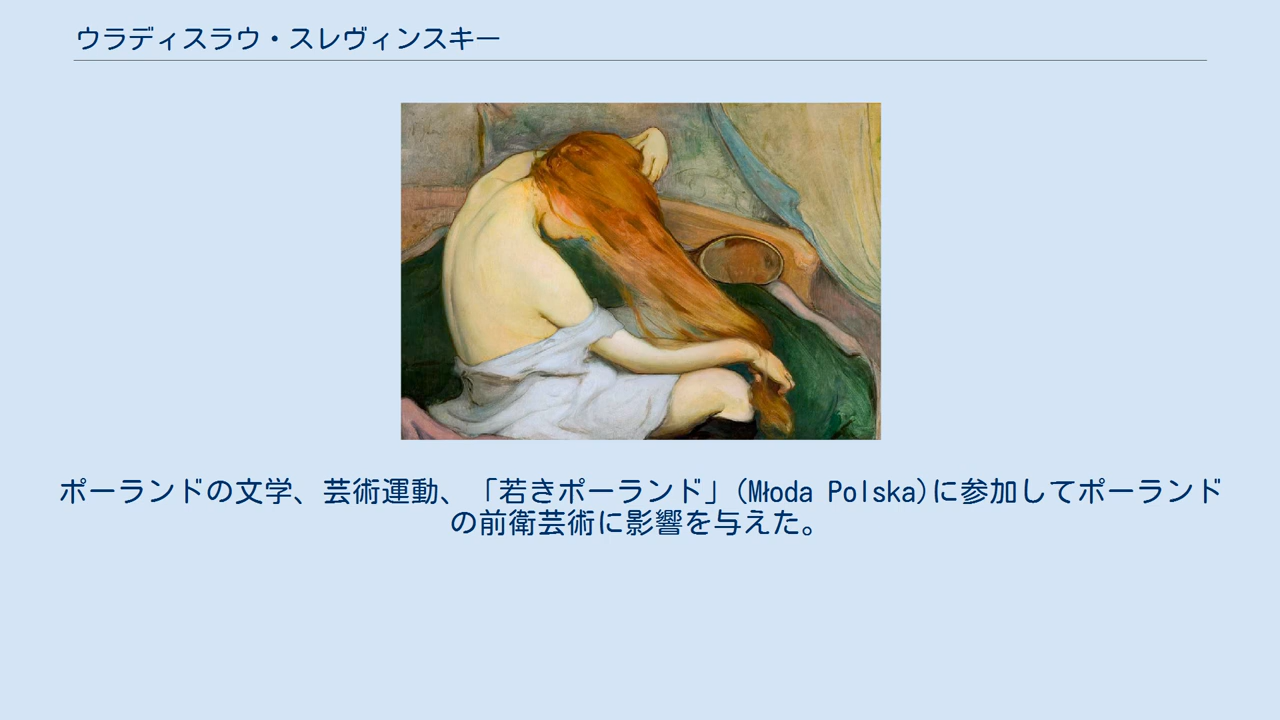 ウラディスラウ・スレヴィンスキー
ポーランドの文学、芸術運動、「若きポーランド」(Młoda Polska)に参加してポーランド
の前衛芸術に影響を与えた。